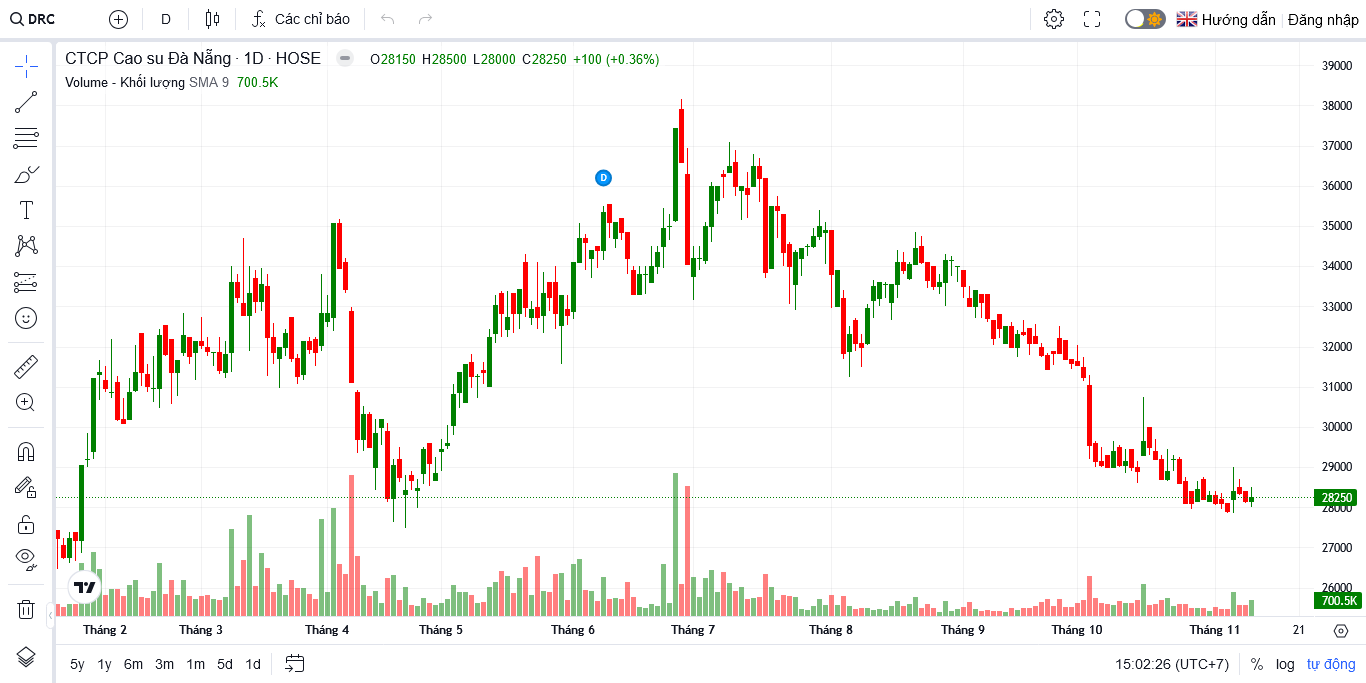 DRC D Các chỉ báo Hướng dẫn Đăng nhập
CTCP Cao su Đà Nẵng · 1D · HOSE O28150 H28500 L28000 C28250 +100 (+0.36%)
Volume - Khối lượng SMA 9 700.5K
39000
38000
37000
D
36000
35000
34000
33000
32000
31000
30000
29000
28250
28000
27000
26000
700.5K
Tháng 2 Tháng 3 Tháng 4 Tháng 5 Tháng 6 Tháng 7 Tháng 8 Tháng 9 Tháng 10 Tháng 11 21
5y 1y 6m 3m 1m 5d 1d 15:02:26 (UTC+7) % log tự động